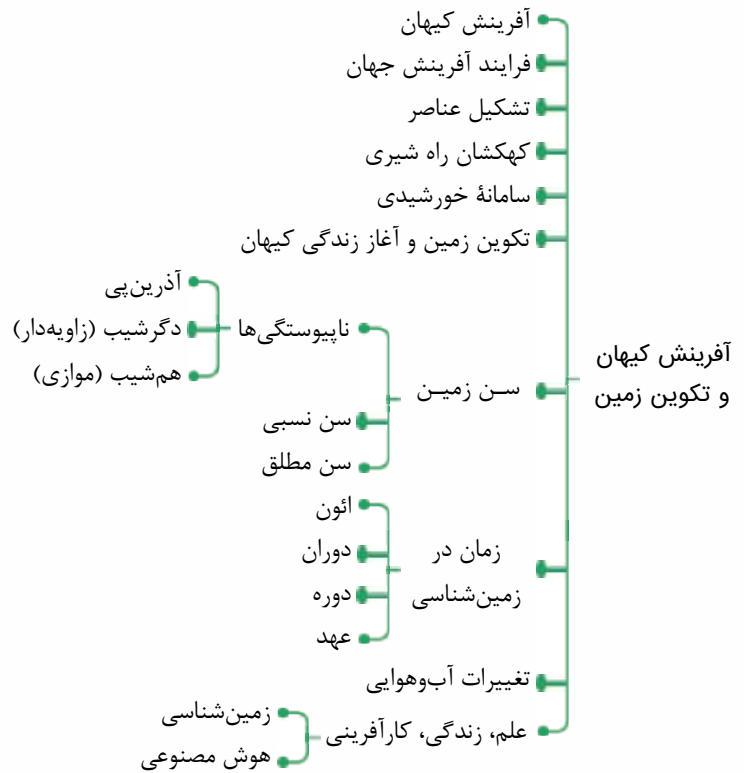 آفرینش کیهان
و تکوین زمین
آفرینش کیهان
فرایند آفرینش جهان
تشکیل عناصر
کهکشان راه شیری
سامانهٔ خورشیدی
تکوین زمین و آغاز زندگی کیهان
سـن زمیـن
ناپیوستگی‌ها
آذرین‌پی
دگرشیب (زاویه‌دار)
هم‌شیب (موازی)
سن نسبی
سن مطلق
زمان در
زمین‌شناسی
ائون
دوران
دوره
عهد
تغییرات آب‌وهوایی
علم، زندگی، کارآفرینی
زمین‌شناسی
هوش مصنوعی